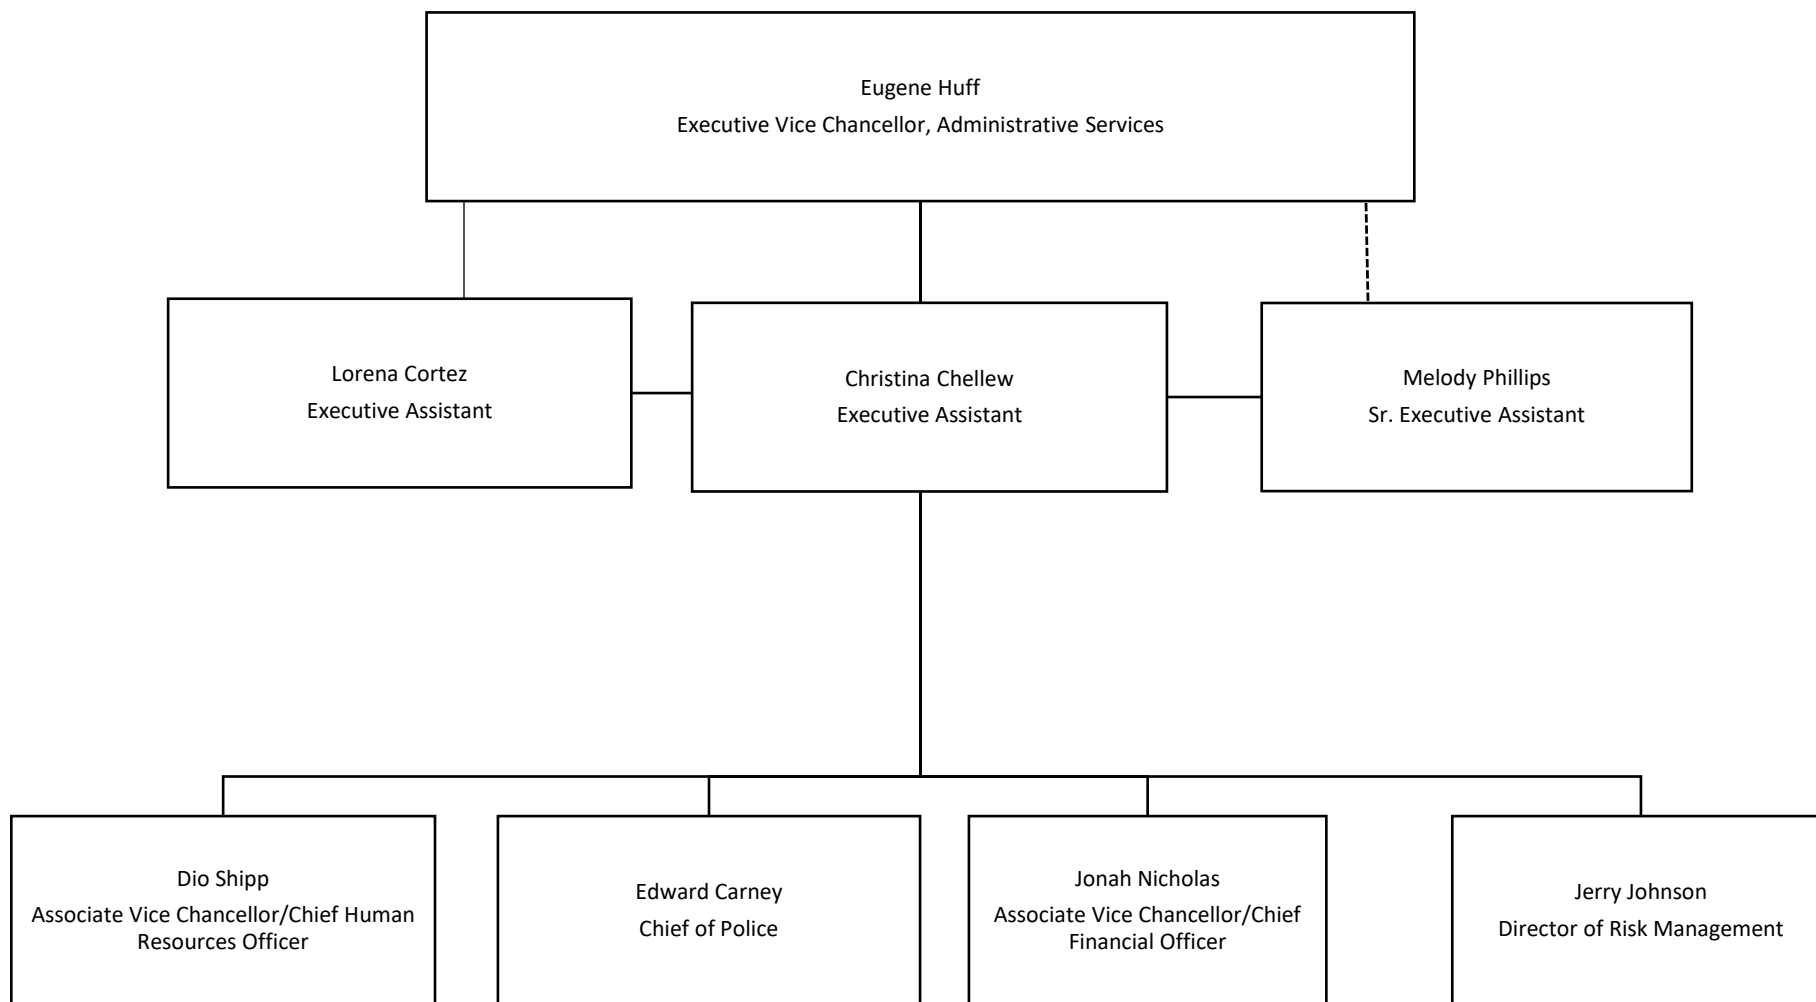 Eugene Huff
Executive Vice Chancellor, Administrative Services
Lorena Cortez
Executive Assistant
Christina Chellew
Executive Assistant
Melody Phillips
Sr. Executive Assistant
Dio Shipp
Associate Vice Chancellor/Chief Human
Resources Officer
Edward Carney
Chief of Police
Jonah Nicholas
Associate Vice Chancellor/Chief
Financial Officer
Jerry Johnson
Director of Risk Management